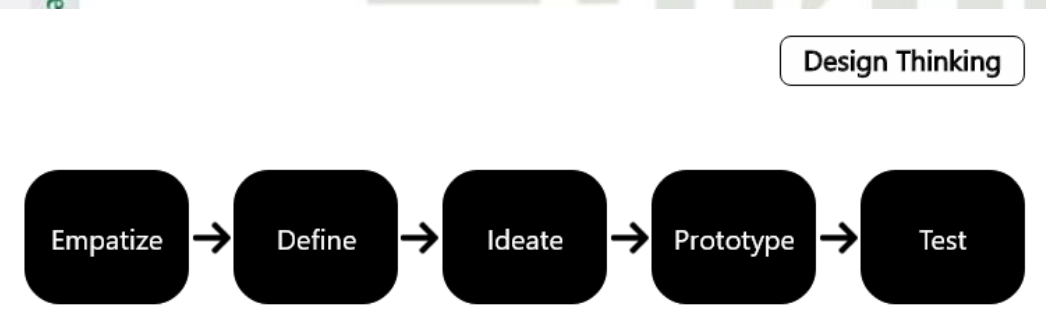 Design Thinking
Empatize
Define
Ideate
Prototype
Test